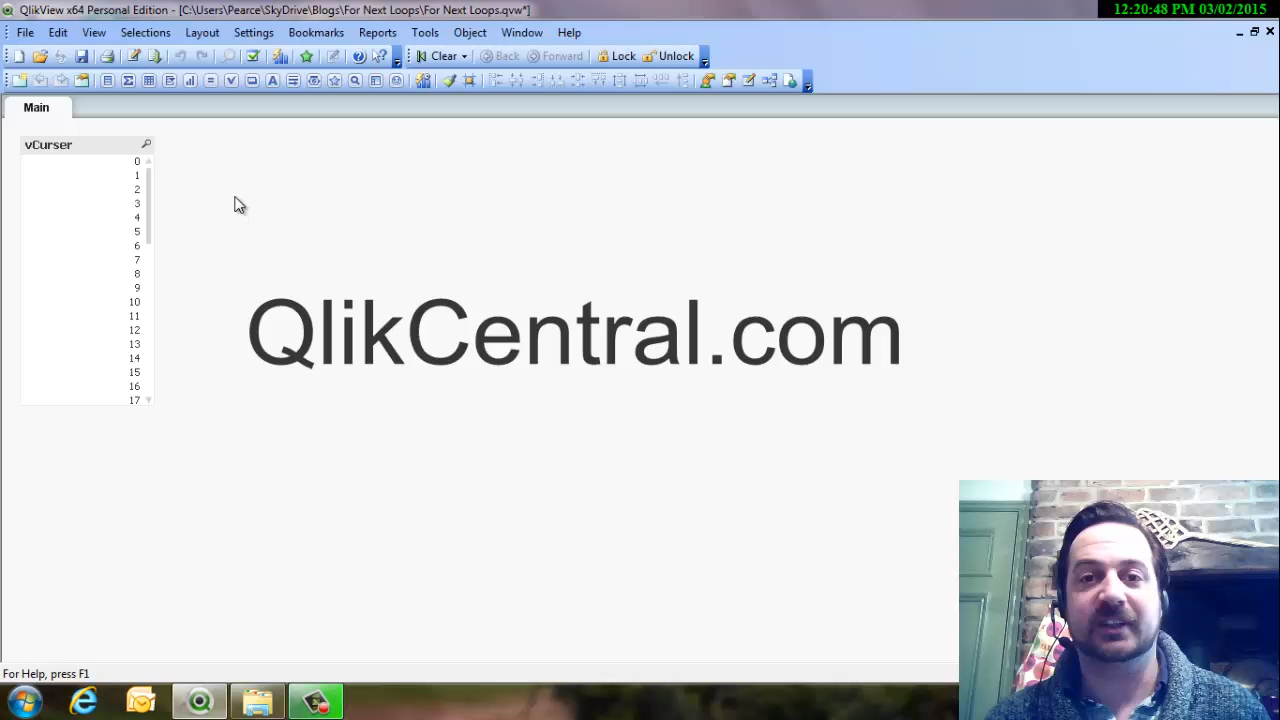 QlikView x64 Personal Edition - [C:\Users\Pearce\SkyDrive\Blogs\For Next Loops\For Next Loops.qvw*]
12:20:48 PM 03/02/2015
File Edit View Selections Layout Settings Bookmarks Reports Tools Object Window Help
Clear Back Forward Lock Unlock
Main
vCurser
0
1
2
3
4
5
6
7
8
9
10
11
12
13
14
15
16
17
QlikCentral.com
For Help, press F1